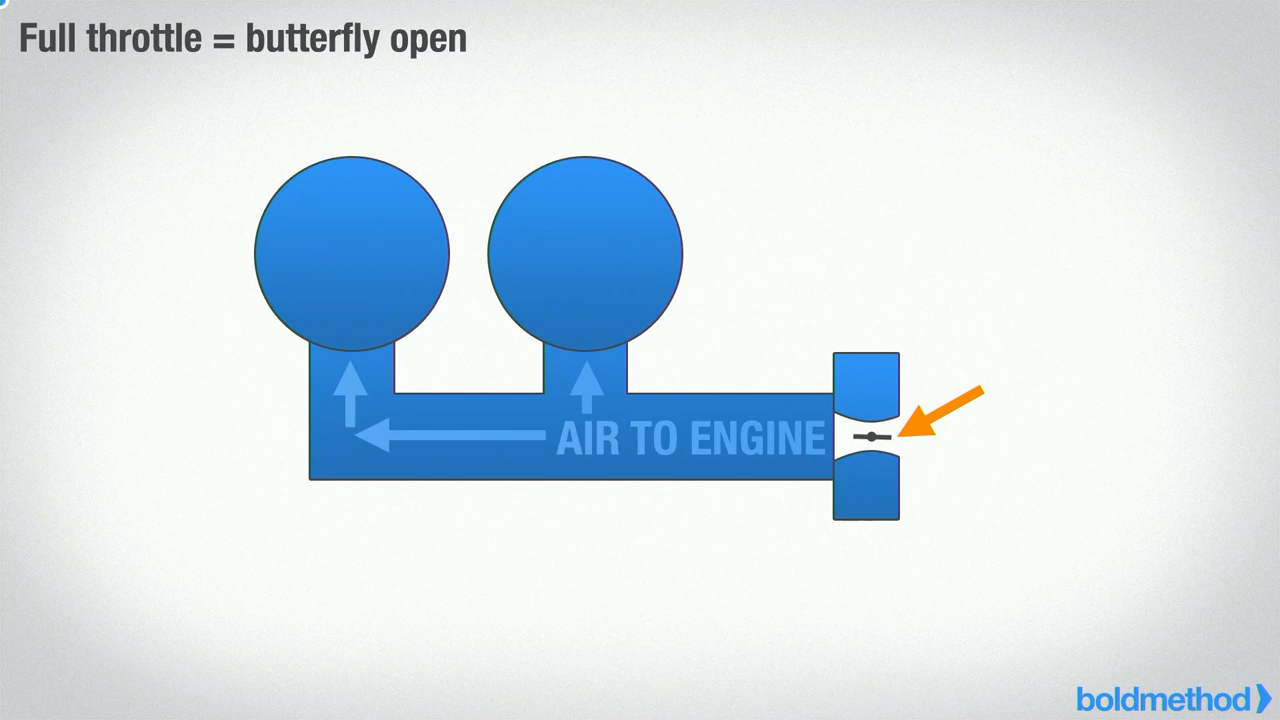 Full throttle = butterfly open
AIR TO ENGINE
boldmethod